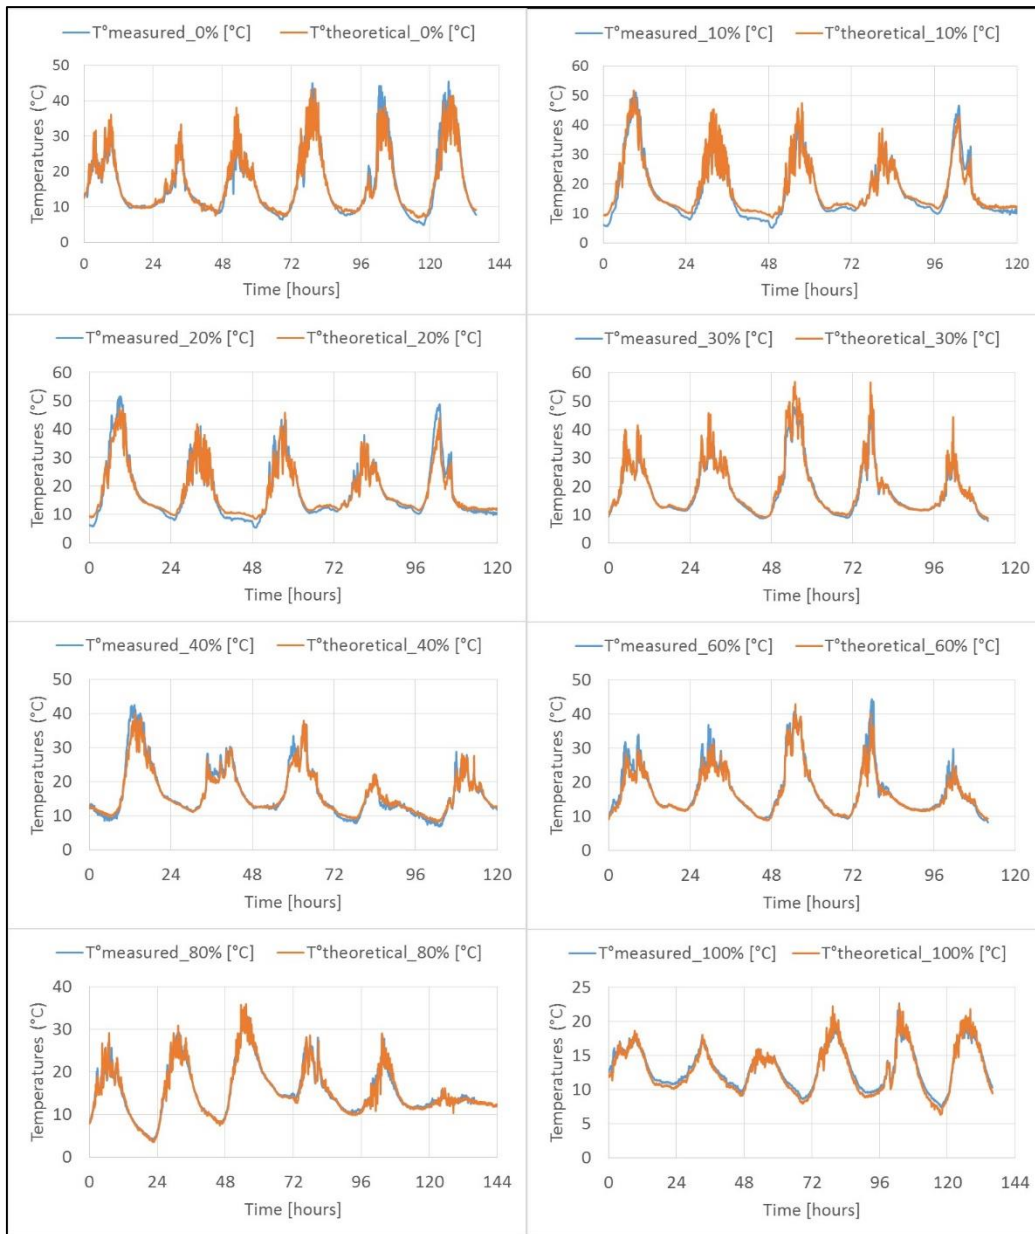 T°measured_0% [°C] T°theoretical_0% [°C]
Temperatures (°C)
50
40
30
20
10
0
0 24 48 72 96 120 144
Time [hours]
T°measured_10% [°C] T°theoretical_10% [°C]
Temperatures (°C)
60
50
40
30
20
10
0
0 24 48 72 96 120
Time [hours]
T°measured_20% [°C] T°theoretical_20% [°C]
Temperatures (°C)
60
50
40
30
20
10
0
0 24 48 72 96 120
Time [hours]
T°measured_30% [°C] T°theoretical_30% [°C]
Temperatures (°C)
60
50
40
30
20
10
0
0 24 48 72 96 120
Time [hours]
T°measured_40% [°C] T°theoretical_40% [°C]
Temperatures (°C)
50
40
30
20
10
0
0 24 48 72 96 120
Time [hours]
T°measured_60% [°C] T°theoretical_60% [°C]
Temperatures (°C)
50
40
30
20
10
0
0 24 48 72 96 120
Time [hours]
T°measured_80% [°C] T°theoretical_80% [°C]
Temperatures (°C)
40
30
20
10
0
0 24 48 72 96 120 144
Time [hours]
T°measured_100% [°C] T°theoretical_100% [°C]
Temperatures (°C)
25
20
15
10
5
0
0 24 48 72 96 120 144
Time [hours]